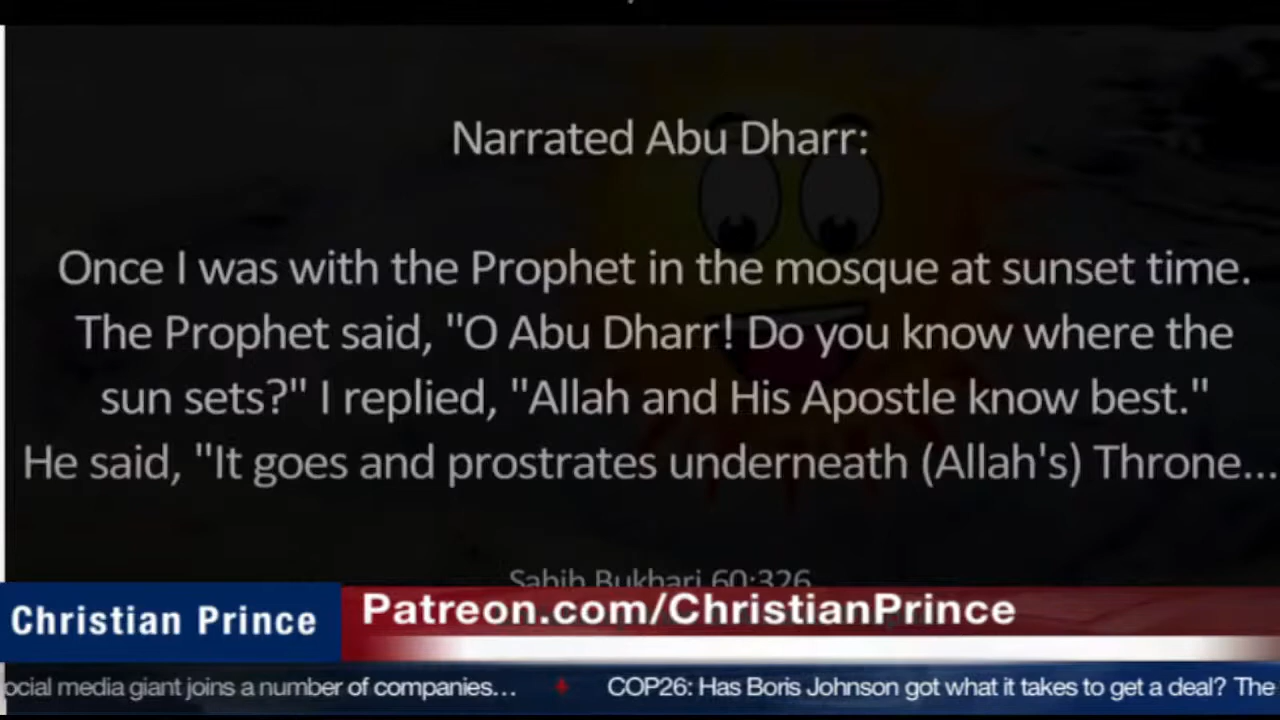 Narrated Abu Dharr:
Once I was with the Prophet in the mosque at sunset time.
The Prophet said, "O Abu Dharr! Do you know where the
sun sets?" I replied, "Allah and His Apostle know best."
He said, "It goes and prostrates underneath (Allah's) Throne...
Sahih Bukhari 60:326
Christian Prince
Patreon.com/ChristianPrince
ocial media giant joins a number of companies... COP26: Has Boris Johnson got what it takes to get a deal? The